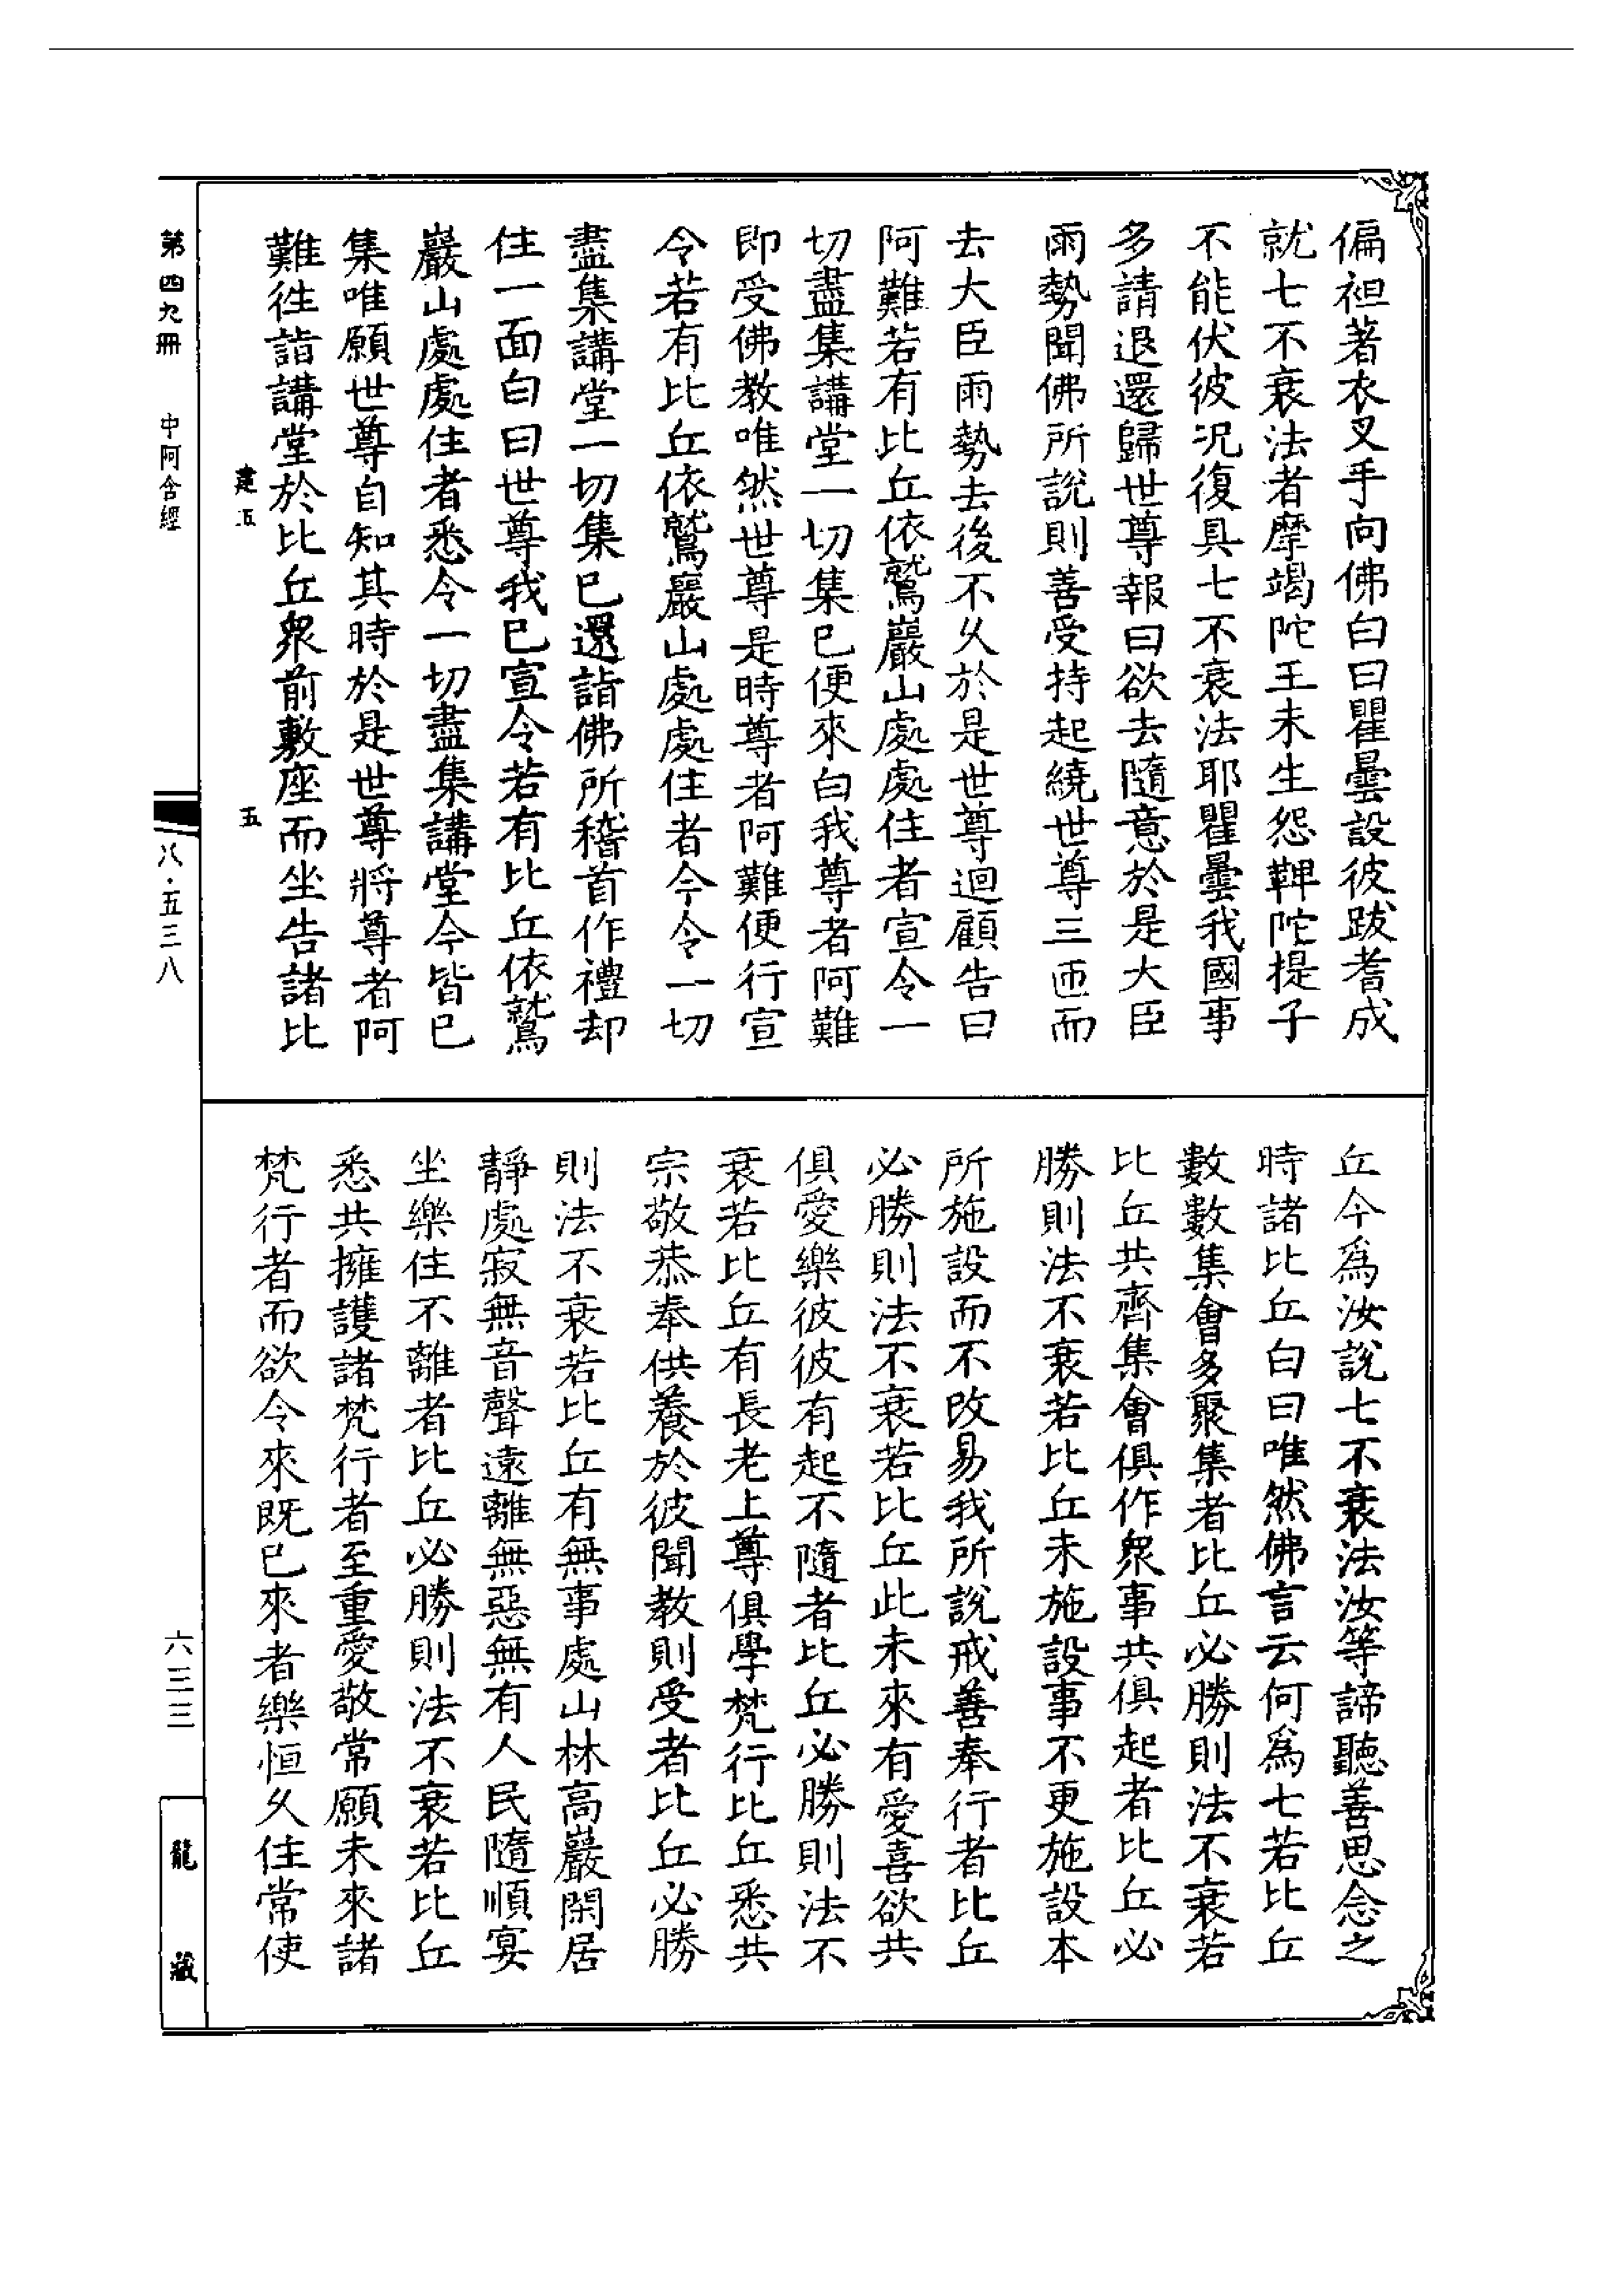 偏袒著衣叉手向佛白曰瞿曇設彼跋耆成
就七不衰法者摩竭陀王未生怨鞞陀提子
不能伏彼況復具七不衰法耶瞿曇我國事
多請退還歸世尊報曰欲去隨意於是大臣
雨勢聞佛所說則善受持起繞世尊三匝而
去大臣雨勢去後不久於是世尊迴顧告曰
阿難若有比丘依鷲巖山處處住者宣令一
切盡集講堂一切集已便來白我尊者阿難
即受佛教唯然世尊是時尊者阿難便行宣
令若有比丘依鷲巖山處處住者今令一切
盡集講堂一切集已還詣佛所稽首作禮却
住一面白曰世尊我已宣令若有比丘依鷲
巖山處處住者悉令一切盡集講堂今皆已
集唯願世尊自知其時於是世尊將尊者阿
難往詣講堂於比丘眾前敷座而坐告諸比
建五
五
丘今為汝說七不衰法汝等諦聽善思念之
時諸比丘白曰唯然佛言云何為七若比丘
數數集會多聚集者比丘必勝則法不衰若
比丘共齊集會俱作眾事共俱起者比丘必
勝則法不衰若比丘未施設事不更施設本
所施設而不改易我所說戒善奉行者比丘
必勝則法不衰若比丘此未來有愛喜欲共
俱愛樂彼彼有起不隨者比丘必勝則法不
衰若比丘有長老上尊俱學梵行比丘悉共
宗敬恭奉供養於彼聞教則受者比丘必勝
則法不衰若比丘有無事處山林高巖閑居
靜處寂無音聲遠離無惡無有人民隨順宴
坐樂住不離者比丘必勝則法不衰若比丘
悉共擁護諸梵行者至重愛敬常願未來諸
梵行者而欲令來既已來者樂恒久住常使
第四九冊
中阿含經
八·五三八
六三三
龍藏